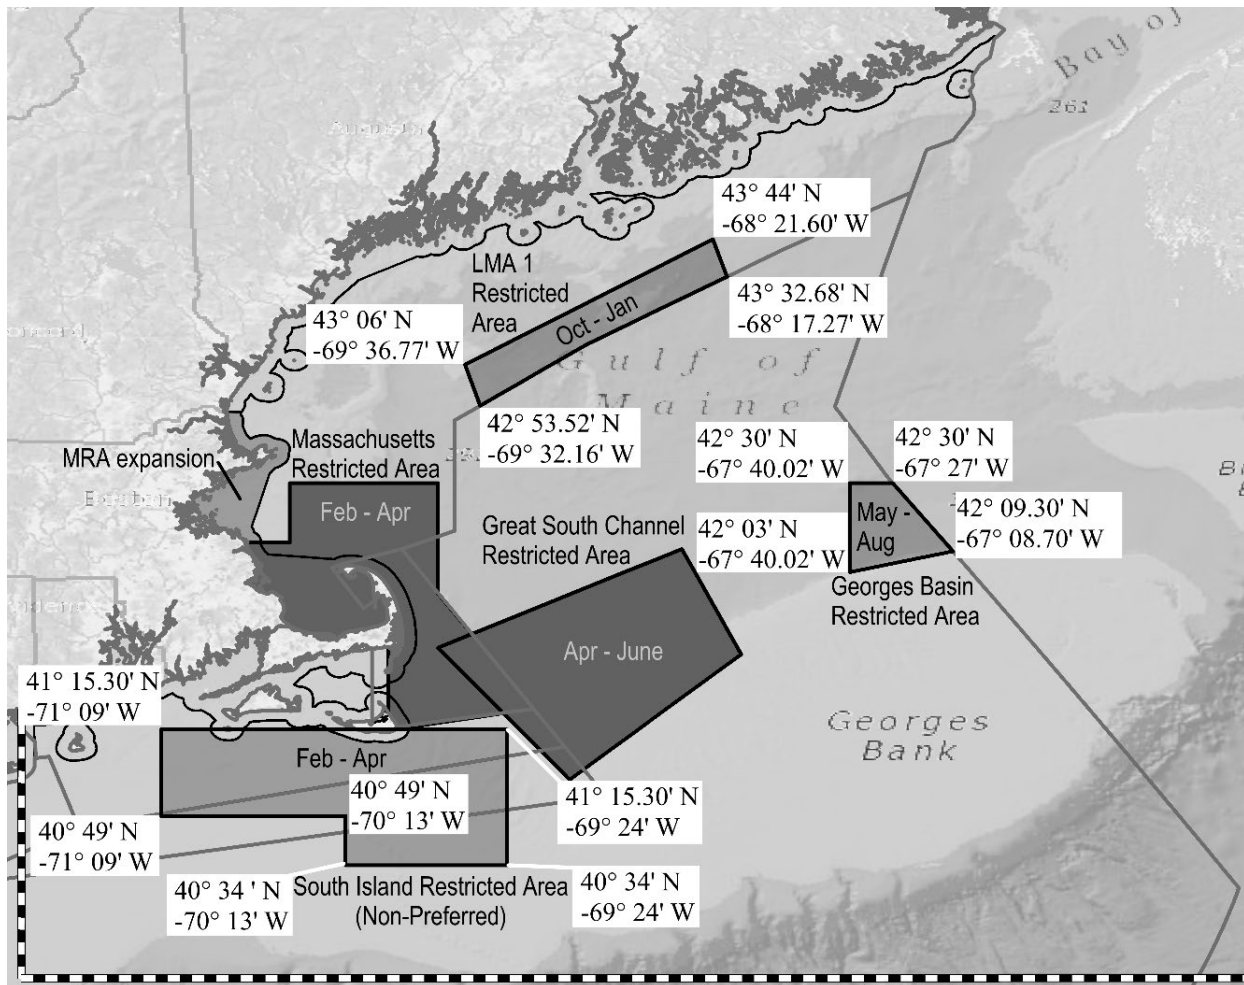 Bay of
261
Augusta
43° 44' N
-68° 21.60' W
LMA 1
Restricted
Area
43° 32.68' N
-68° 17.27' W
43° 06' N
-69° 36.77' W
Oct - Jan
Gulf of
Maine
42° 53.52' N
-69° 32.16' W
42° 30' N
-67° 40.02' W
42° 30' N
-67° 27' W
Massachusetts
Restricted Area
MRA expansion
Boston
Feb - Apr
Great South Channel
Restricted Area
42° 03' N
-67° 40.02' W
May -
Aug
42° 09.30' N
-67° 08.70' W
Georges Basin
Restricted Area
Apr - June
41° 15.30' N
-71° 09' W
Georges
Bank
Feb - Apr
40° 49' N
-70° 13' W
41° 15.30' N
-69° 24' W
40° 49' N
-71° 09' W
40° 34 ' N
-70° 13' W
South Island Restricted Area
(Non-Preferred)
40° 34' N
-69° 24' W